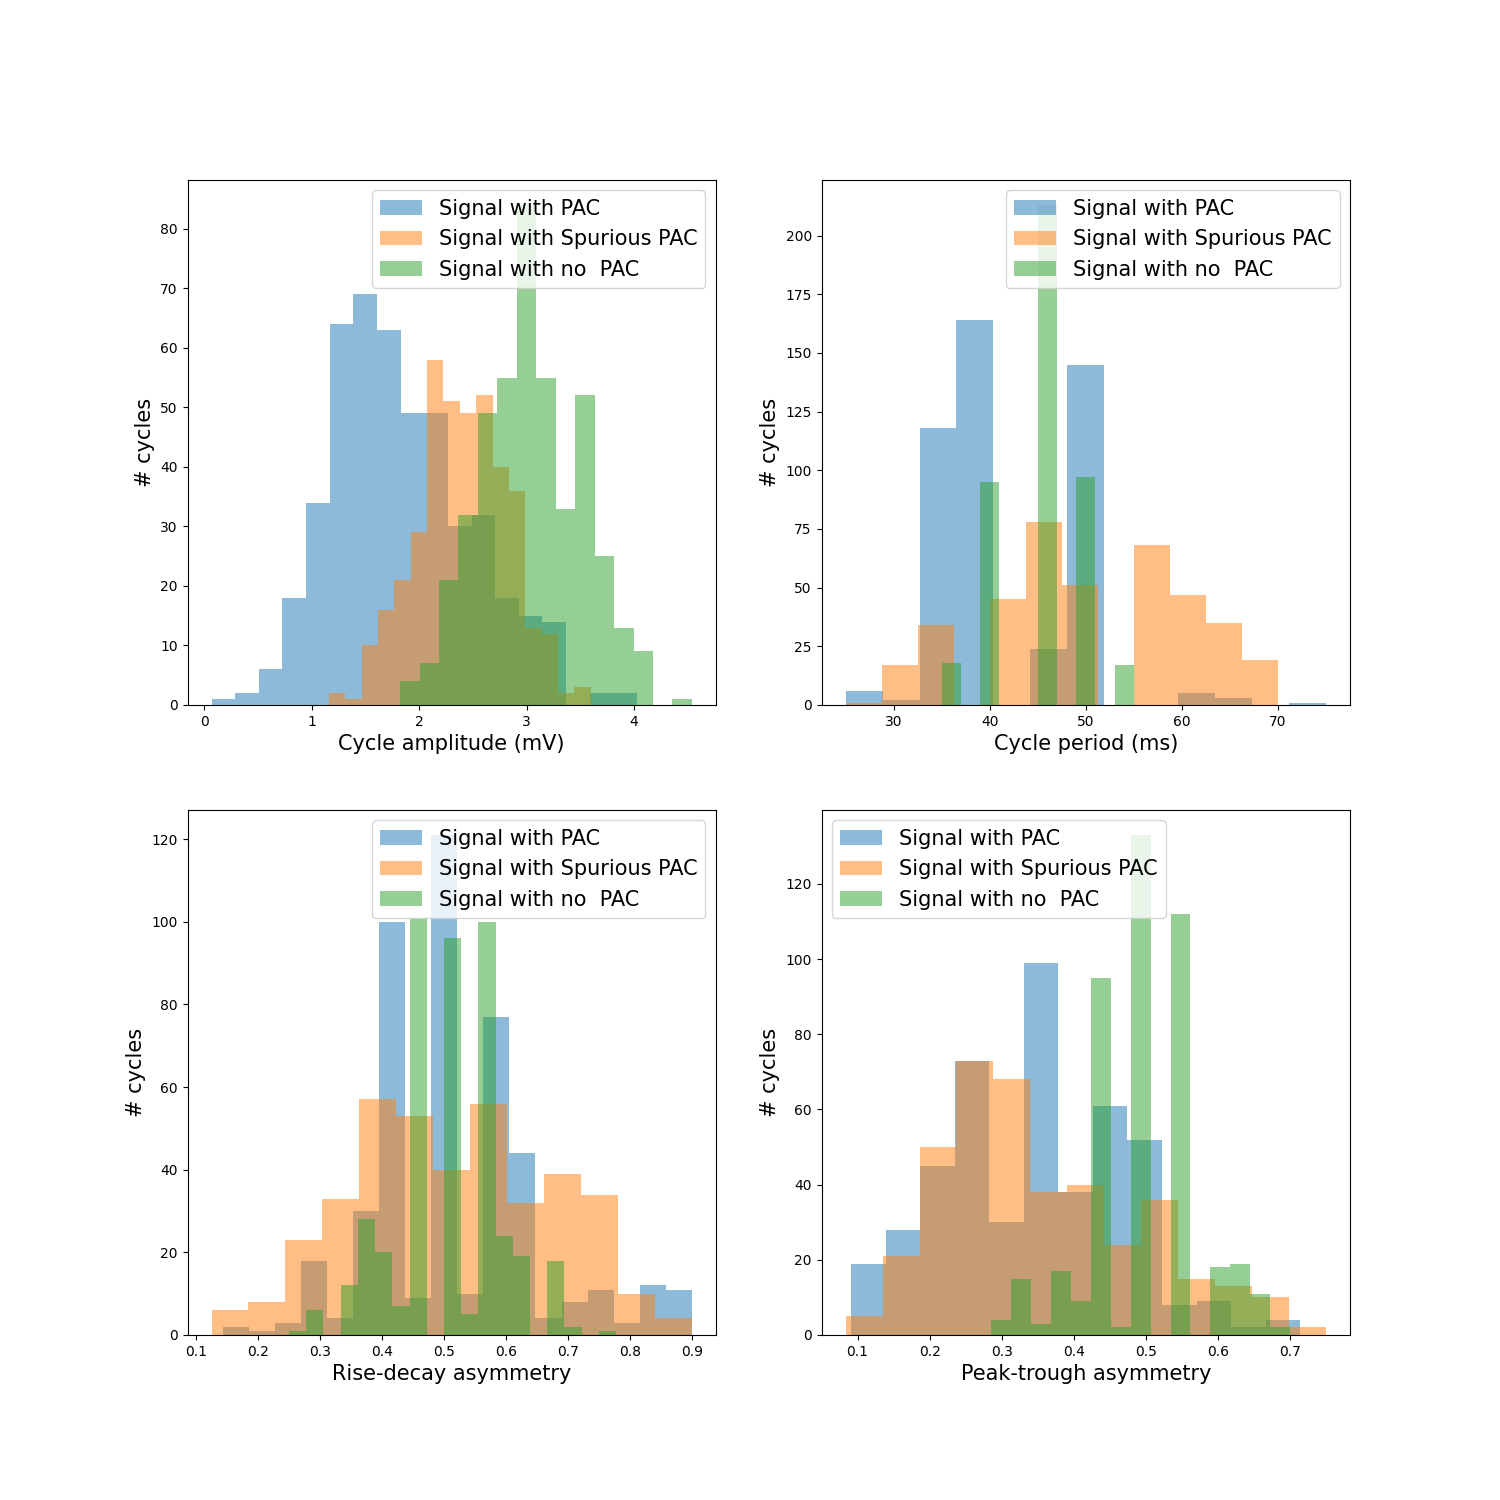 Signal with PAC
Signal with Spurious PAC
Signal with no  PAC
80
70
60
50
40
30
20
10
0
0 1 2 3 4
# cycles
Cycle amplitude (mV)
Signal with PAC
Signal with Spurious PAC
Signal with no  PAC
200
175
150
125
100
75
50
25
0
30 40 50 60 70
# cycles
Cycle period (ms)
Signal with PAC
Signal with Spurious PAC
Signal with no  PAC
120
100
80
60
40
20
0
0.1 0.2 0.3 0.4 0.5 0.6 0.7 0.8 0.9
# cycles
Rise-decay asymmetry
Signal with PAC
Signal with Spurious PAC
Signal with no  PAC
120
100
80
60
40
20
0
0.1 0.2 0.3 0.4 0.5 0.6 0.7
# cycles
Peak-trough asymmetry